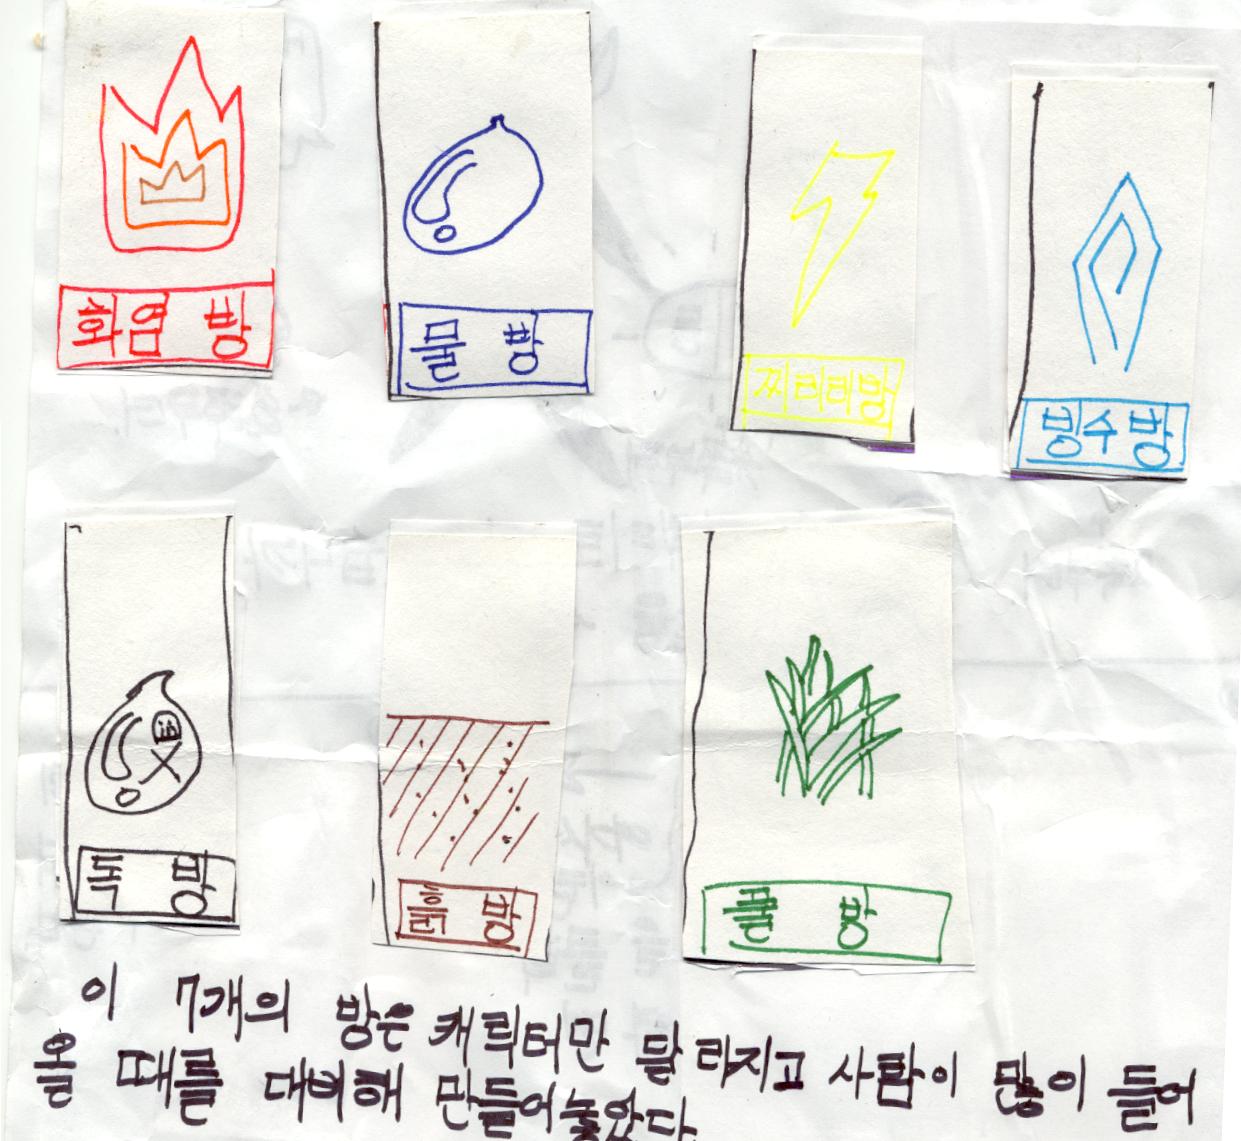 화염 방
물 방
찌리리방
빙수 방
독 방
흙 방
풀 방
이 7개의 방은 캐릭터만 달라지고 사람이 많이 들어
올 때를 대비해 만들어놓았다